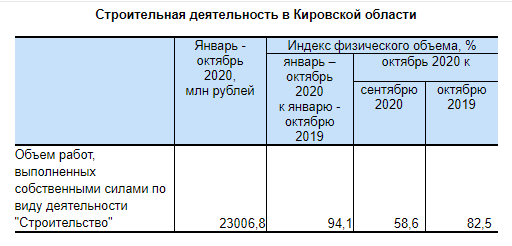 Строительная деятельность в Кировской области
Январь -
октябрь
2020,
млн рублей
Индекс физического объема, %
январь –
октябрь
2020
к январю -
октябрю
2019
октябрь 2020 к
сентябрю
2020
октябрю
2019
Объем работ,
выполненных
собственными силами по
виду деятельности
"Строительство"
23006,8
94,1
58,6
82,5